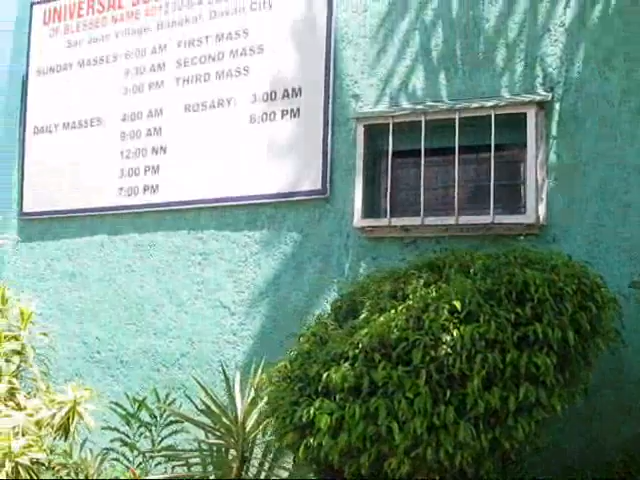 UNIVERSAL
OF BLESSED NAME
San Juan Village, Bangkal, Davao City
SUNDAY MASSES: 6:00 AM FIRST MASS
9:30 AM SECOND MASS
3:00 PM THIRD MASS
DAILY MASSES: 4:00 AM ROSARY: 3:00 AM
9:00 AM 8:00 PM
12:00 NN
3:00 PM
7:00 PM